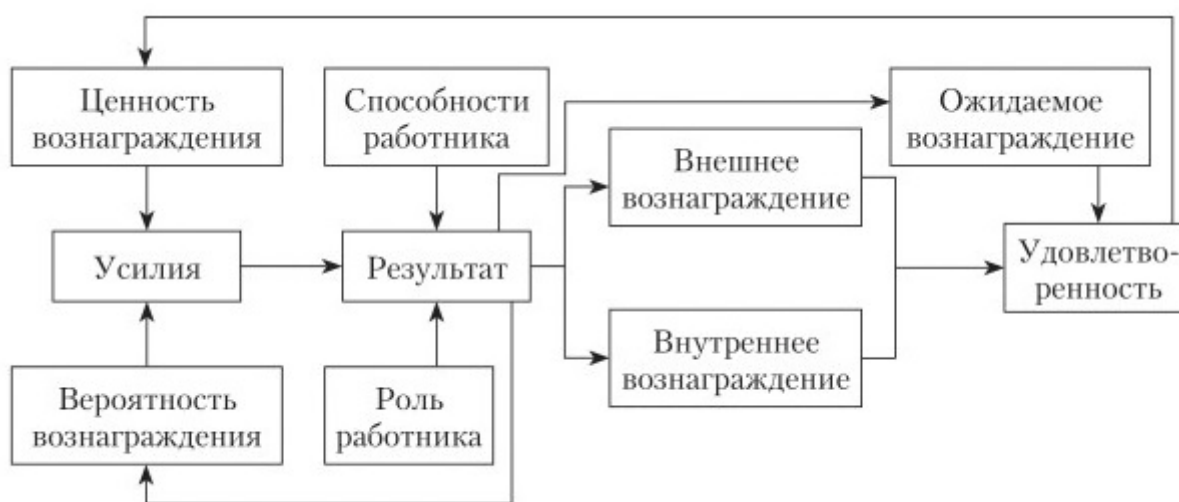 Ценность
вознаграждения
Способности
работника
Ожидаемое
вознаграждение
Внешнее
вознаграждение
Усилия
Результат
Удовлетво-
ренность
Внутреннее
вознаграждение
Вероятность
вознаграждения
Роль
работника